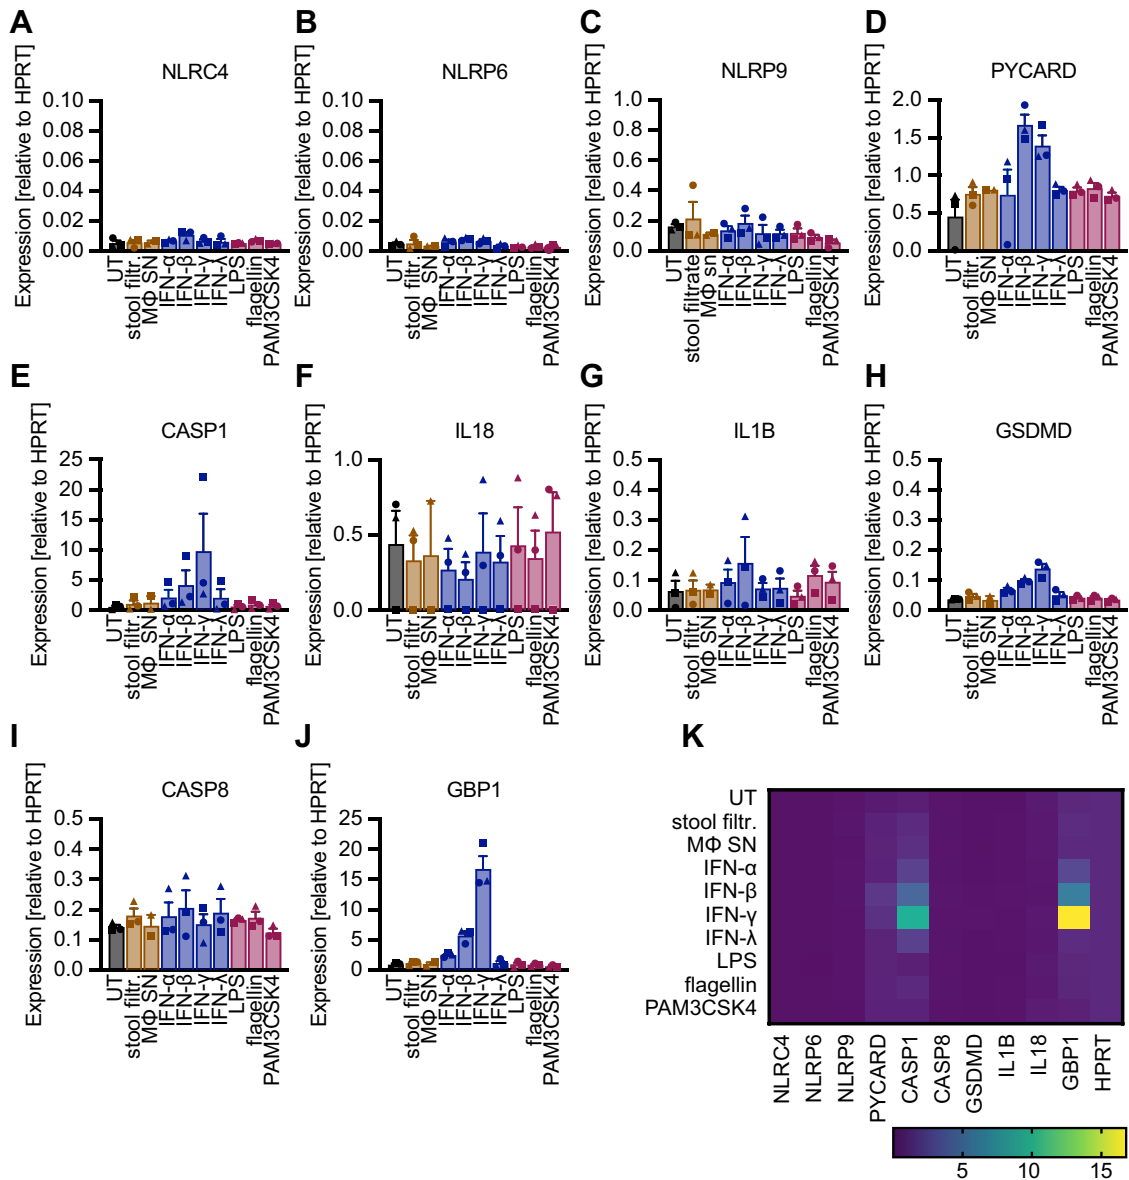 A
NLRC4
Expression [relative to HPRT]
0.10
0.08
0.06
0.04
0.02
0.00
UT
stool filtr.
MΦ SN
IFN-α
IFN-β
IFN-γ
IFN-λ
LPS
flagellin
PAM3CSK4
B
NLRP6
Expression [relative to HPRT]
0.10
0.08
0.06
0.04
0.02
0.00
UT
stool filtr.
MΦ SN
IFN-α
IFN-β
IFN-γ
IFN-λ
LPS
flagellin
PAM3CSK4
C
NLRP9
Expression [relative to HPRT]
1.0
0.8
0.6
0.4
0.2
0.0
UT
stool filtrate
MΦ sn
IFN-α
IFN-β
IFN-γ
IFN-λ
LPS
flagellin
PAM3CSK4
D
PYCARD
Expression [relative to HPRT]
2.0
1.5
1.0
0.5
0.0
UT
stool filtr.
MΦ SN
IFN-α
IFN-β
IFN-γ
IFN-λ
LPS
flagellin
PAM3CSK4
E
CASP1
Expression [relative to HPRT]
25
20
15
10
5
0
UT
stool filtr.
MΦ SN
IFN-α
IFN-β
IFN-γ
IFN-λ
LPS
flagellin
PAM3CSK4
F
IL18
Expression [relative to HPRT]
1.0
0.5
0.0
UT
stool filtr.
MΦ SN
IFN-α
IFN-β
IFN-γ
IFN-λ
LPS
flagellin
PAM3CSK4
G
IL1B
Expression [relative to HPRT]
0.5
0.4
0.3
0.2
0.1
0.0
UT
stool filtr.
MΦ SN
IFN-α
IFN-β
IFN-γ
IFN-λ
LPS
flagellin
PAM3CSK4
H
GSDMD
Expression [relative to HPRT]
0.5
0.4
0.3
0.2
0.1
0.0
UT
stool filtr.
MΦ SN
IFN-α
IFN-β
IFN-γ
IFN-λ
LPS
flagellin
PAM3CSK4
I
CASP8
Expression [relative to HPRT]
0.5
0.4
0.3
0.2
0.1
0.0
UT
stool filtr.
MΦ SN
IFN-α
IFN-β
IFN-γ
IFN-λ
LPS
flagellin
PAM3CSK4
J
GBP1
Expression [relative to HPRT]
25
20
15
10
5
0
UT
stool filtr.
MΦ SN
IFN-α
IFN-β
IFN-γ
IFN-λ
LPS
flagellin
PAM3CSK4
K
UT
stool filtr.
MΦ SN
IFN-α
IFN-β
IFN-γ
IFN-λ
LPS
flagellin
PAM3CSK4
NLRC4
NLRP6
NLRP9
PYCARD
CASP1
CASP8
GSDMD
IL1B
IL18
GBP1
HPRT
5
10
15